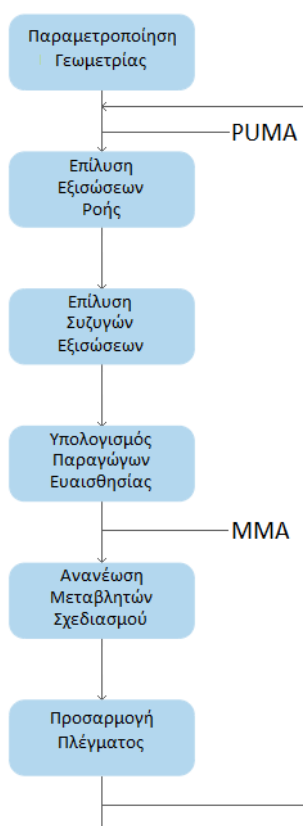 Παραμετροποίηση
Γεωμετρίας
PUMA
Επίλυση
Εξισώσεων
Ροής
Επίλυση
Συζυγών
Εξισώσεων
Υπολογισμός
Παραγώγων
Ευαισθησίας
MMA
Ανανέωση
Μεταβλητών
Σχεδιασμού
Προσαρμογή
Πλέγματος